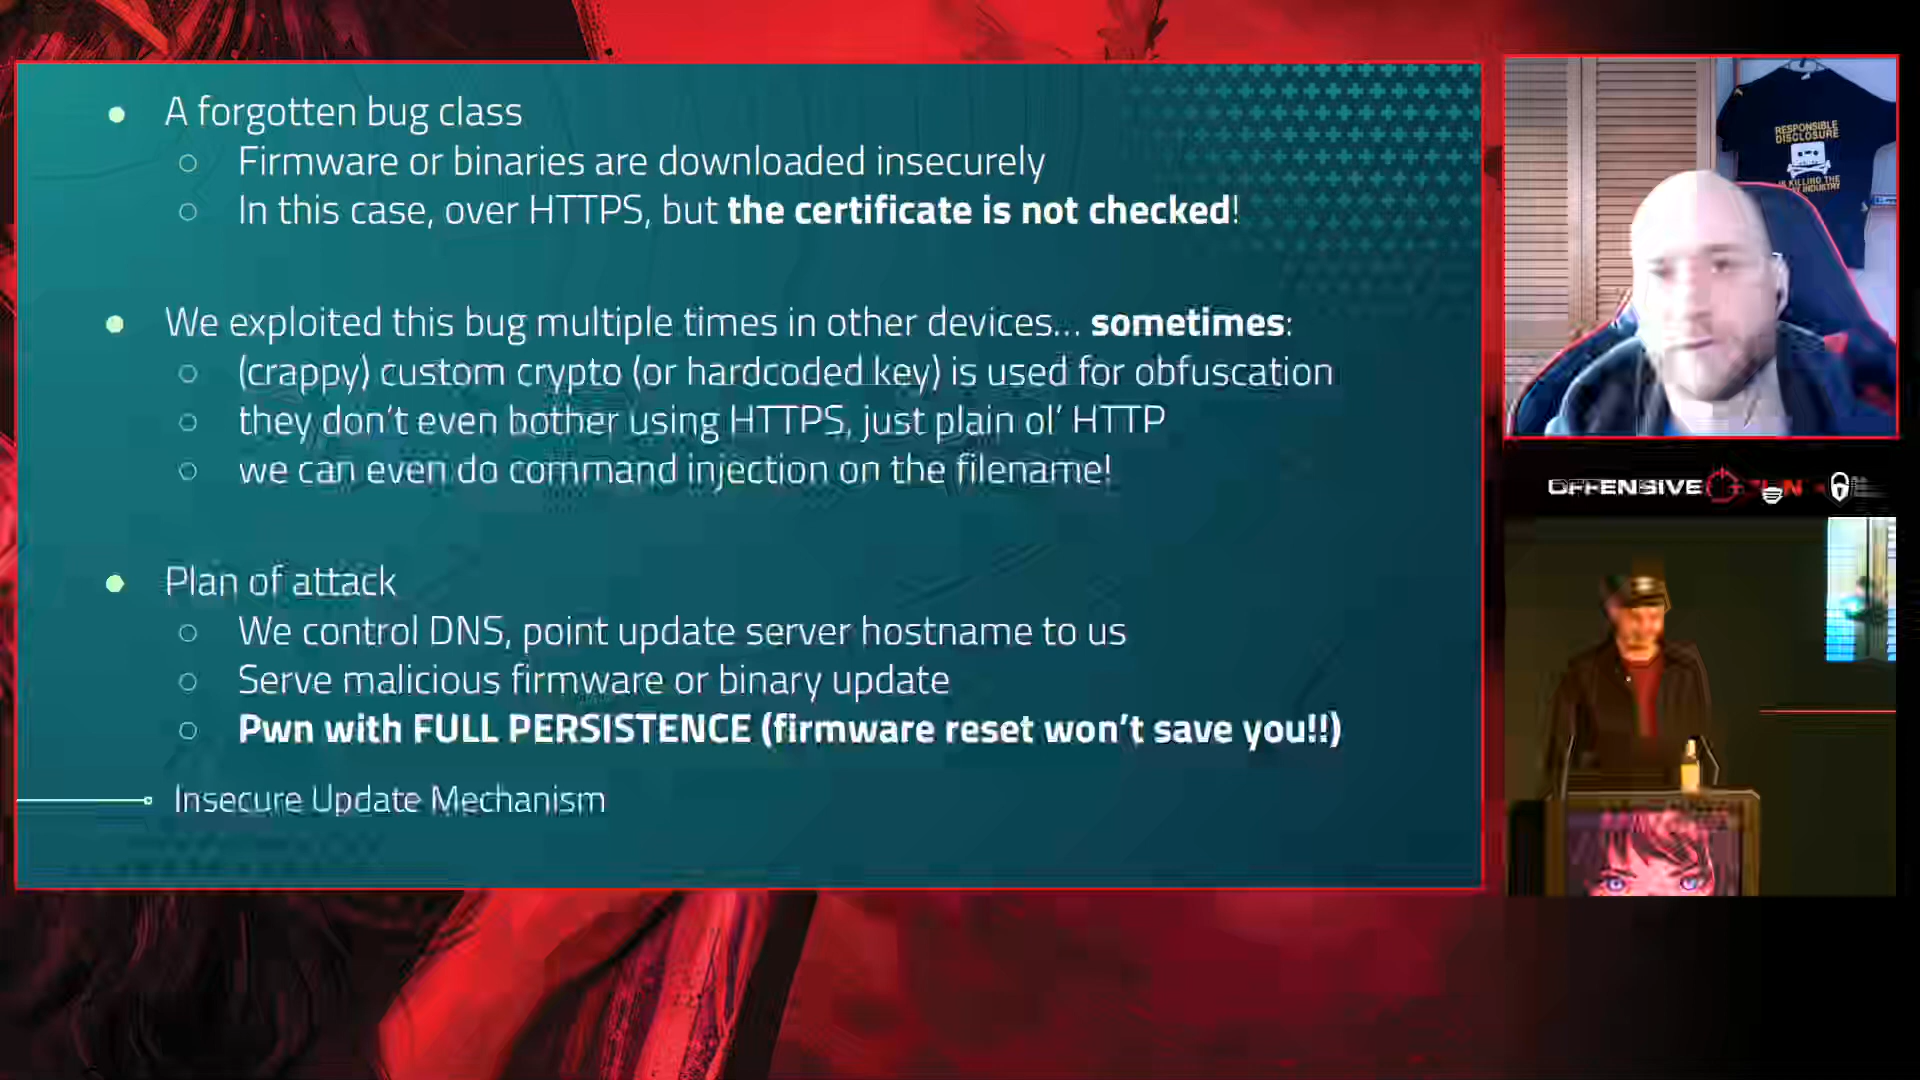 A forgotten bug class
Firmware or binaries are downloaded insecurely
In this case, over HTTPS, but the certificate is not checked!
We exploited this bug multiple times in other devices... sometimes:
(crappy) custom crypto (or hardcoded key) is used for obfuscation
they don't even bother using HTTPS, just plain ol' HTTP
we can even do command injection on the filename!
Plan of attack
We control DNS, point update server hostname to us
Serve malicious firmware or binary update
Pwn with FULL PERSISTENCE (firmware reset won't save you!!)
Insecure Update Mechanism
RESPONSIBLE
DISCLOSURE
IS KILLING THE
INDUSTRY
OFFENSIVE